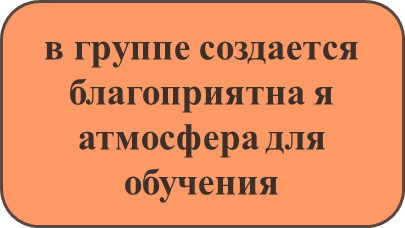 в группе создается
благоприятна я
атмосфера для
обучения